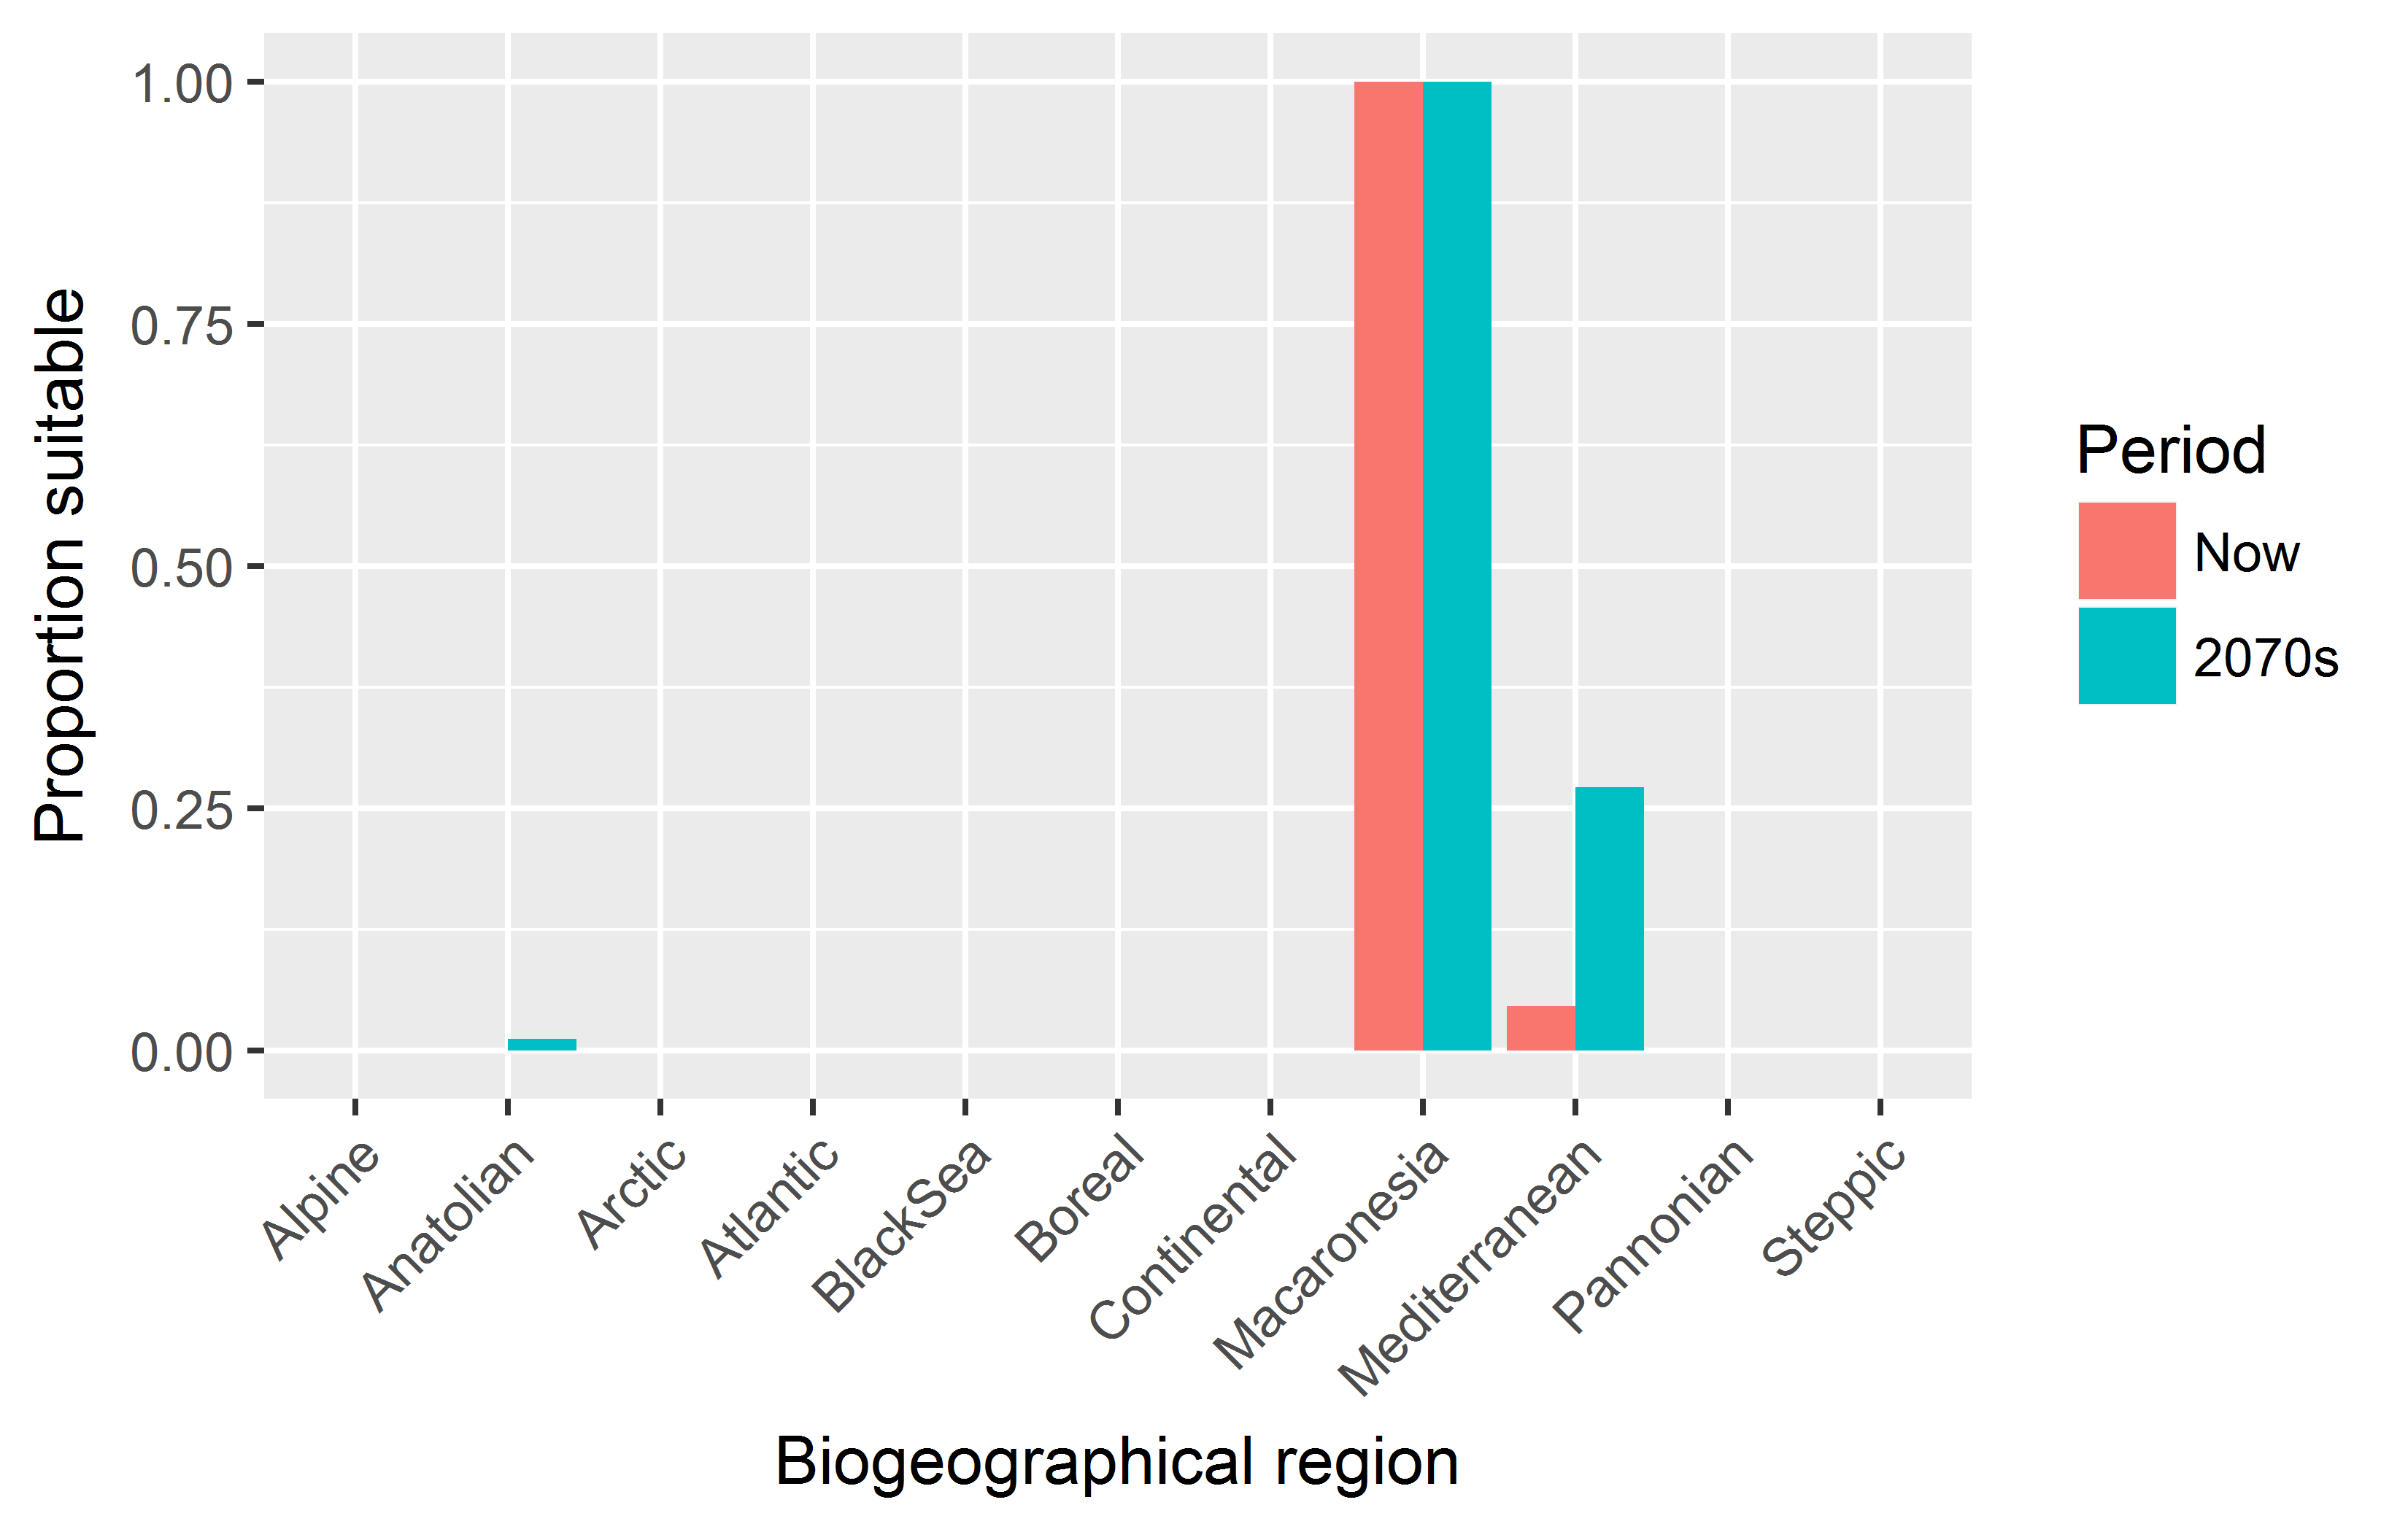 Proportion suitable
1.00
0.75
0.50
0.25
0.00
Alpine
Anatolian
Arctic
Atlantic
BlackSea
Boreal
Continental
Macaronesia
Mediterranean
Pannonian
Steppic
Biogeographical region
Period
Now
2070s